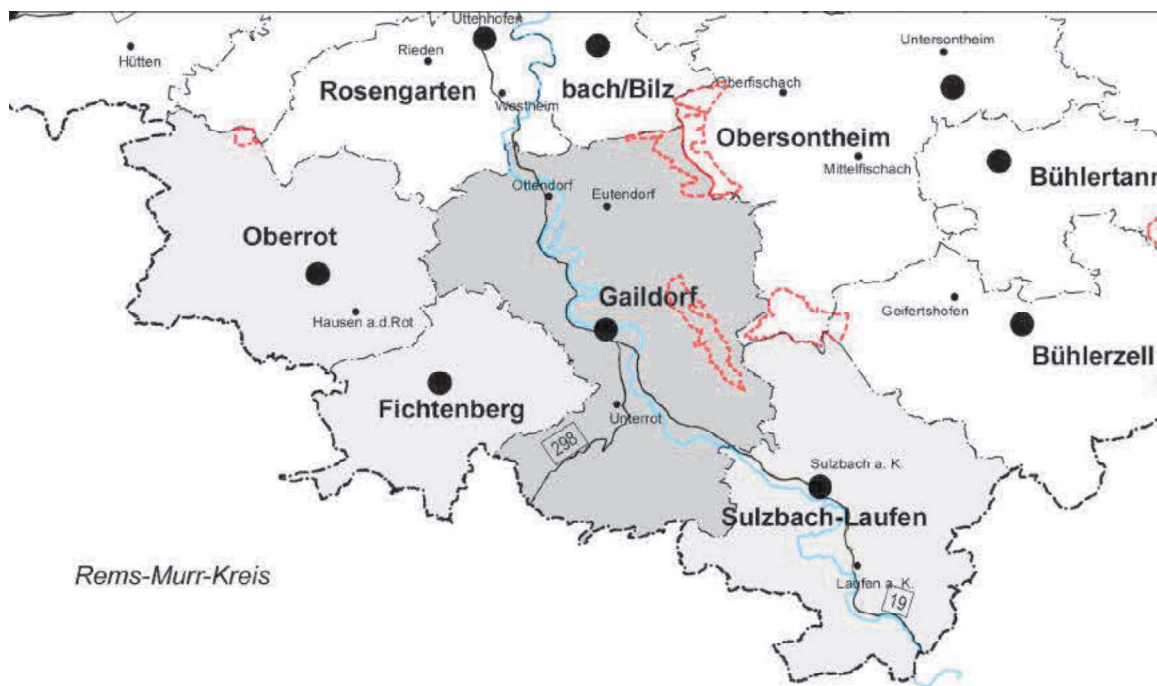 Uttenhofen
Hütten
Rieden
Untersontheim
Rosengarten
bach/Bilz
Oberfischach
Westheim
Obersontheim
Mittelfischach
Bühlertann
Ottendorf
Eutendorf
Oberrot
Gaildorf
Geifertshofen
Hausen a.d.Rot
Bühlerzell
Fichtenberg
Unterrot
298
Sulzbach a. K.
Sulzbach-Laufen
Rems-Murr-Kreis
Laufen a. K.
19